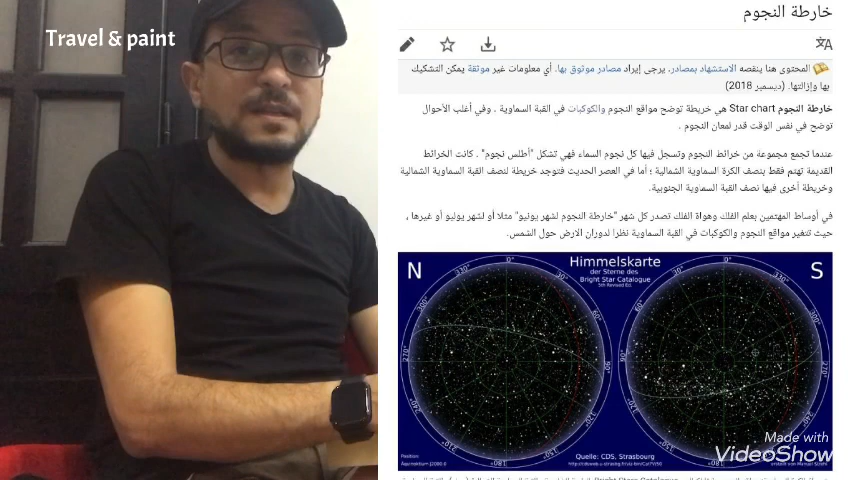 Travel & paint
خارطة النجوم
المحتوى هنا ينقصه الاستشهاد بمصادر، يرجى إيراد مصادر موثوق بها. أي معلومات غير موثقة يمكن التشكيك
بها وإزالتها. (ديسمبر 2018)
خارطة النجوم Star chart هي خريطة توضح مواقع النجوم والكوكبات في القبة السماوية . وفي أغلب الأحوال
توضح في نفس الوقت قدر لمعان النجوم .
عندما تجمع مجموعة من خرائط النجوم وتسجل فيها كل نجوم السماء فهي تشكل "أطلس نجوم" . كانت الخرائط
القديمة تهتم فقط بنصف الكرة السماوية الشمالية ؛ أما في العصر الحديث فتوجد خريطة لنصف القبة السماوية الشمالية
وخريطة أخرى فيها نصف القبة السماوية الجنوبية.
في أوساط المهتمين بعلم الفلك وهواة الفلك تصدر كل شهر "خارطة النجوم لشهر يونيو" مثلا أو لشهر يوليو أو غيرها ،
حيث تتغير مواقع النجوم والكوكبات في القبة السماوية نظرا لدوران الارض حول الشمس.
N Himmelskarte S
der Sterne des
Bright Star Catalogue
5th Revised Ed.
Quelle: CDS, Strasbourg
Made with
VideoShow